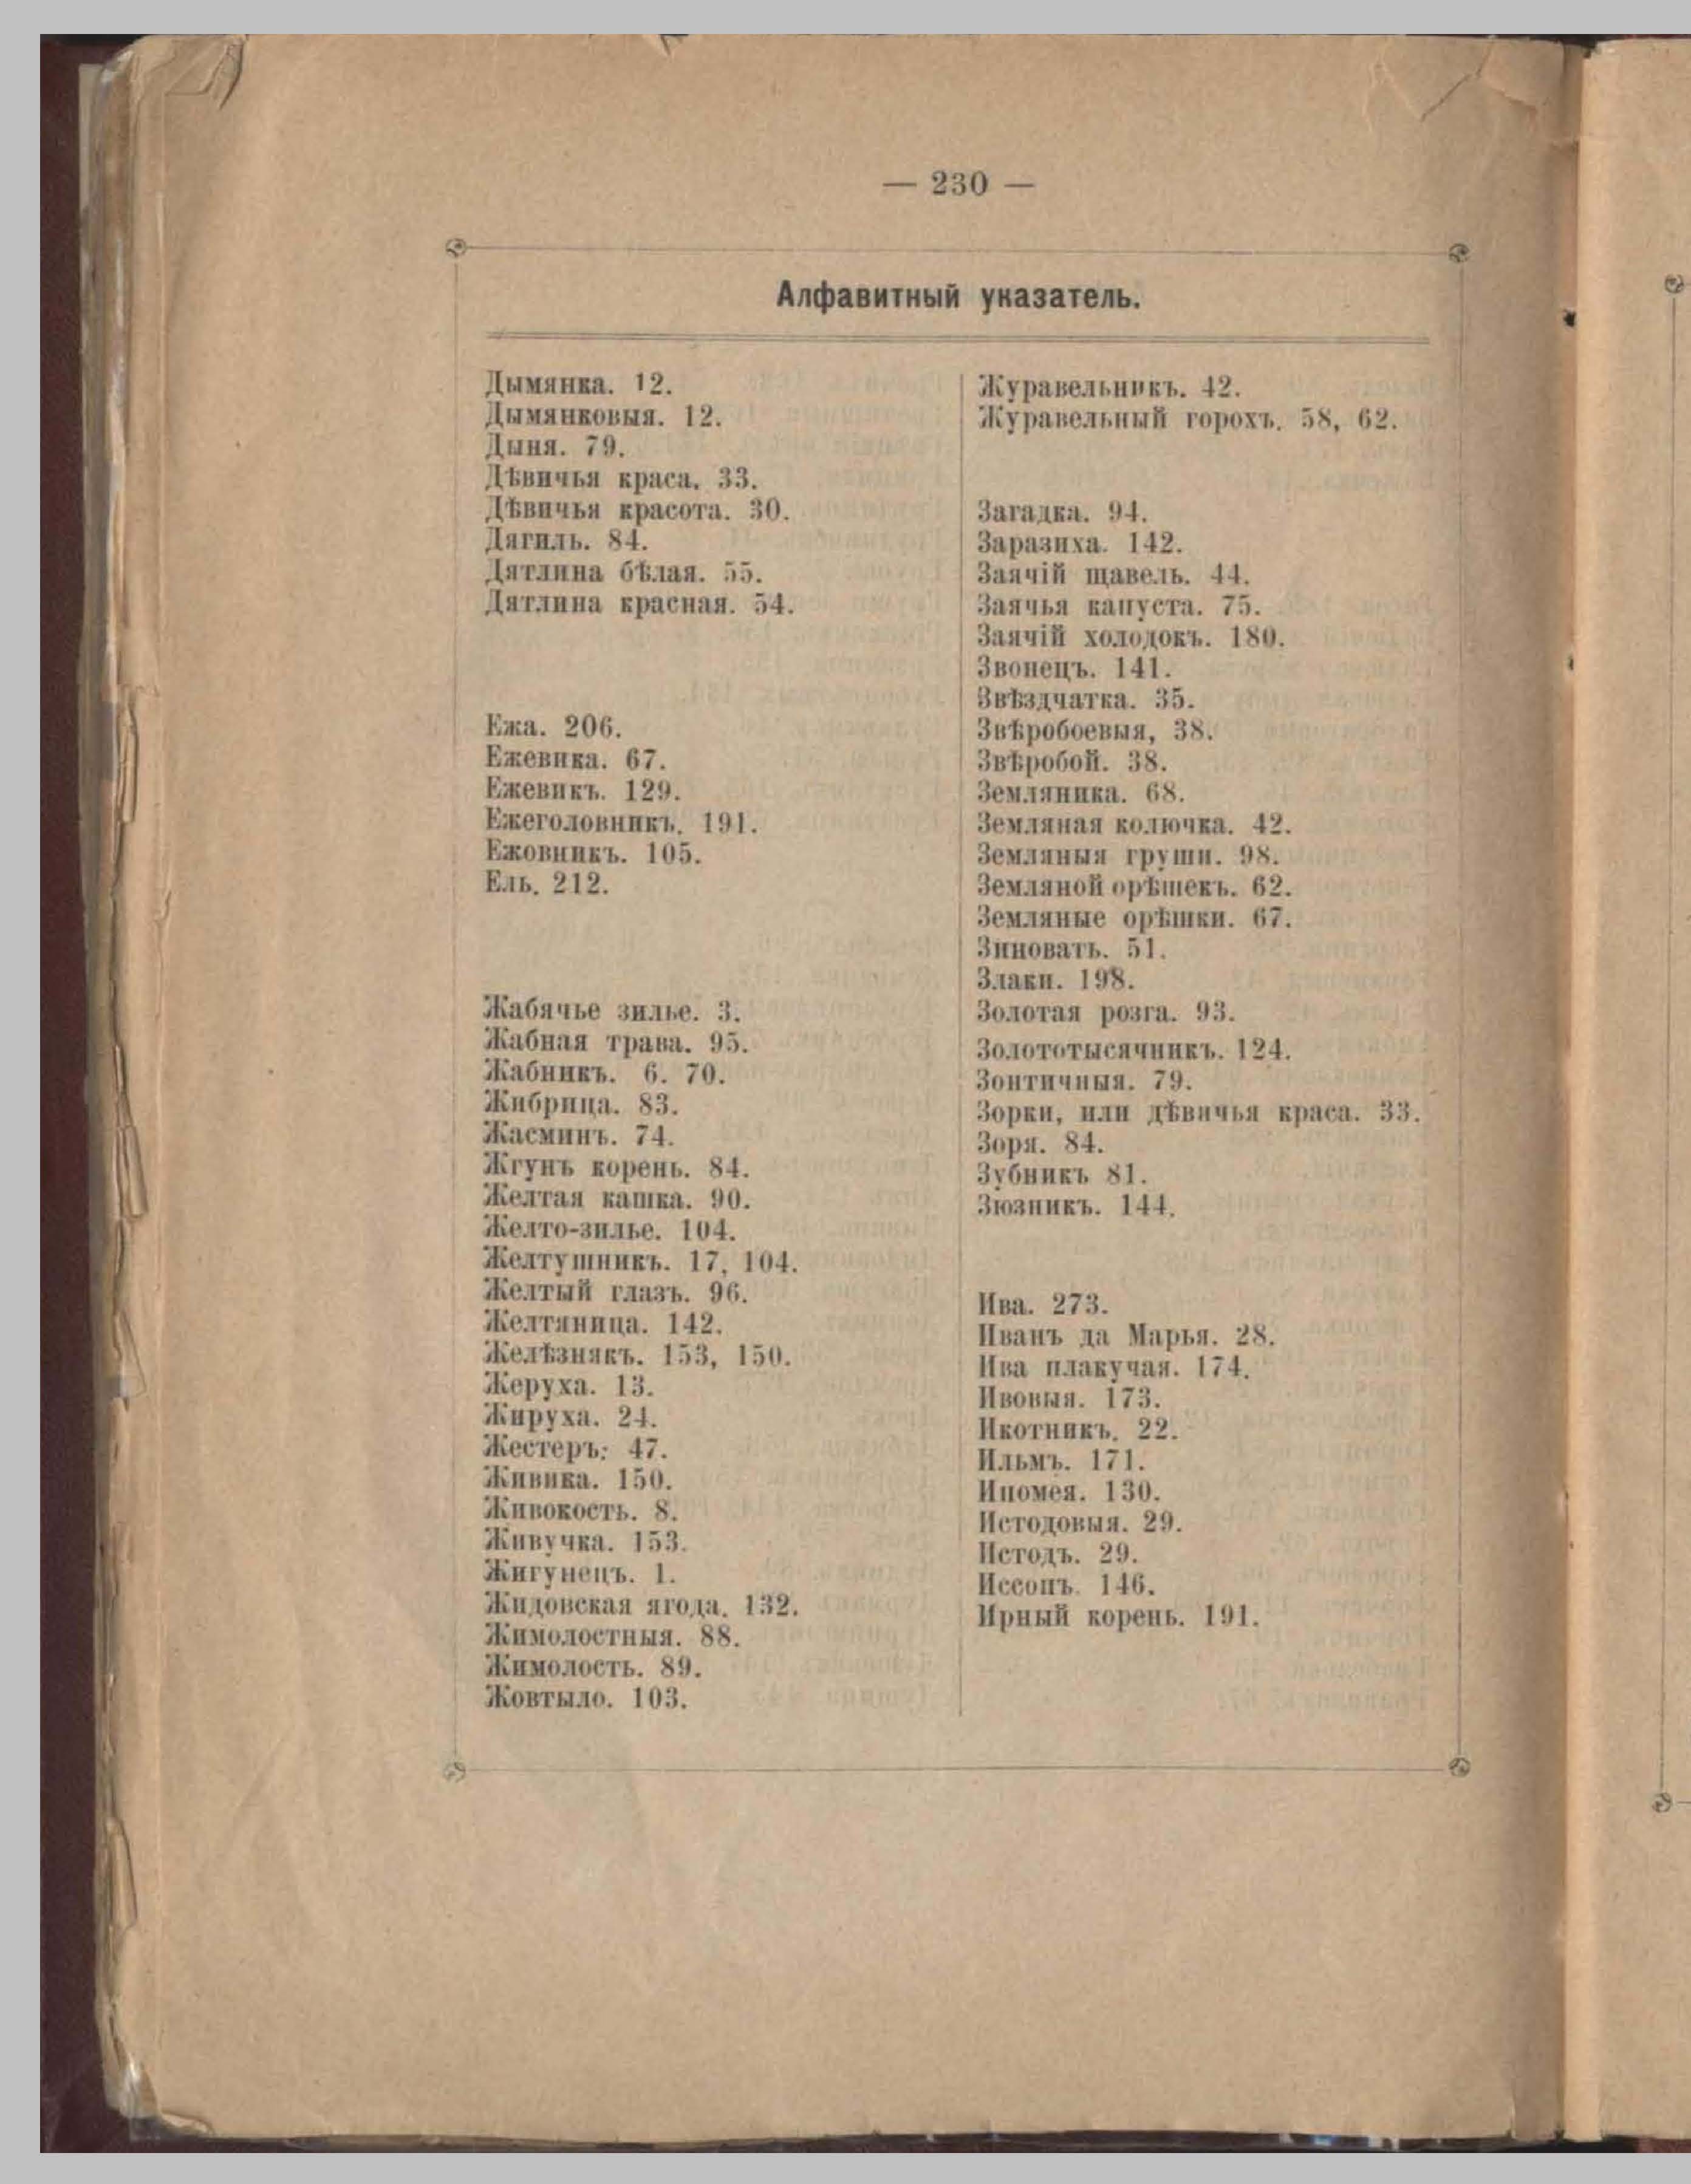 — 230 —
Алфавитный указатель.
Дымянка. 12.
Дымянковыя. 12.
Дыня. 79.
Дѣвичья краса. 33.
Дѣвичья красота. 30.
Дягиль. 84.
Дятлина бѣлая. 55.
Дятлина красная. 54.
Ежа. 206.
Ежевика. 67.
Ежевикъ. 129.
Ежеголовникъ. 191.
Ежовникъ. 105.
Ель. 212.
Жабячье зилье. 3.
Жабная трава. 95.
Жабникъ. 6. 70.
Жибрица. 83.
Жасминъ. 74.
Жгунъ корень. 84.
Желтая кашка. 90.
Желто-зилье. 104.
Желтушникъ. 17, 104.
Желтый глазъ. 96.
Желтяница. 142.
Желѣзнякъ. 153, 150.
Жеруха. 13.
Жируха. 24.
Жестеръ: 47.
Живика. 150.
Живокость. 8.
Живучка. 153.
Жигунецъ. 1.
Жидовская ягода. 132.
Жимолостныя. 88.
Жимолость. 89.
Жовтыло. 103.
Журавельникъ. 42.
Журавельный горохъ. 58, 62.
Загадка. 94.
Заразиха. 142.
Заячій щавель. 44.
Заячья капуста. 75.
Заячій холодокъ. 180.
Звонецъ. 141.
Звѣздчатка. 35.
Звѣробоевыя, 38.
Звѣробой. 38.
Земляника. 68.
Земляная колючка. 42.
Земляныя груши. 98.
Земляной орѣшекъ. 62.
Земляные орѣшки. 67.
Зиновать. 51.
Злаки. 198.
Золотая розга. 93.
Золототысячникъ. 124.
Зонтичныя. 79.
Зорки, или дѣвичья краса. 33.
Зоря. 84.
Зубникъ 81.
Зюзникъ. 144.
Ива. 273.
Иванъ да Марья. 28.
Ива плакучая. 174.
Ивовыя. 173.
Икотникъ. 22.
Ильмъ. 171.
Ипомея. 130.
Истодовыя. 29.
Истодъ. 29.
Иссопъ. 146.
Ирный корень. 191.